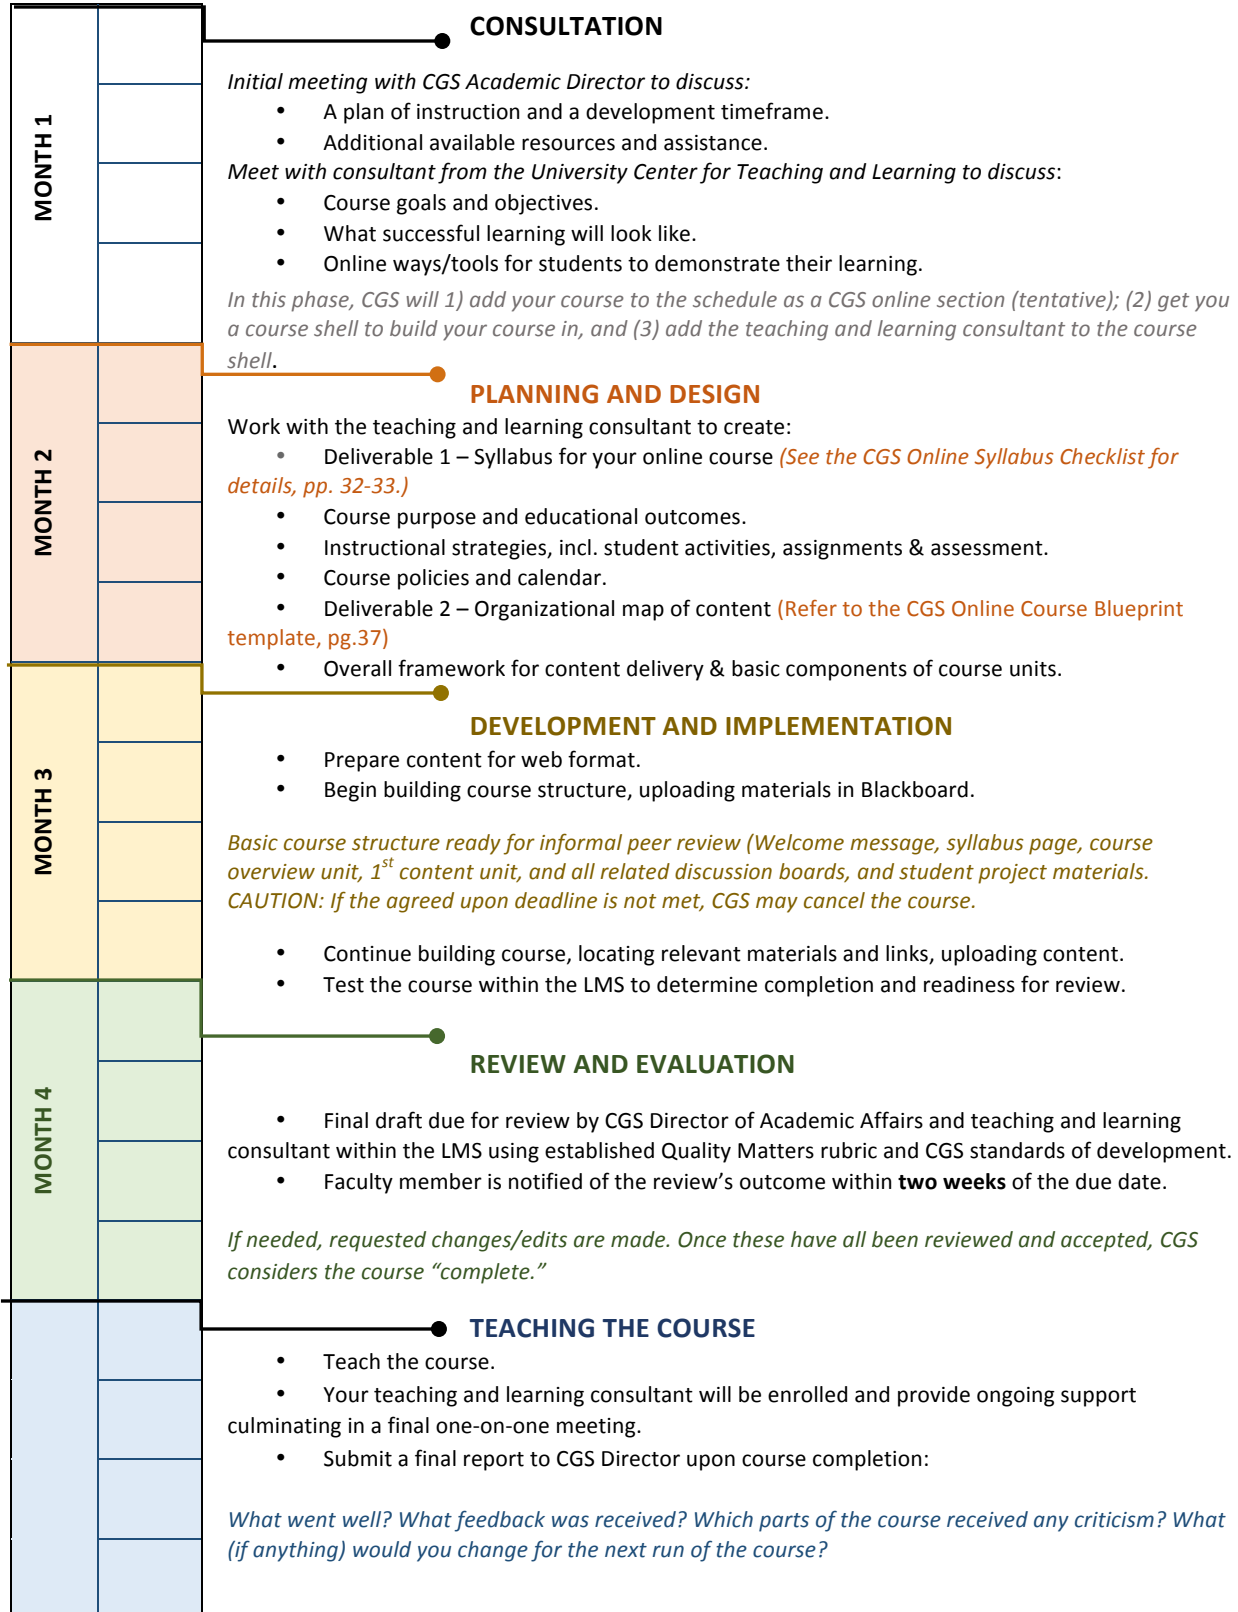 CONSULTATION
MONTH 1
Initial meeting with CGS Academic Director to discuss:
• A plan of instruction and a development timeframe.
• Additional available resources and assistance.
Meet with consultant from the University Center for Teaching and Learning to discuss:
• Course goals and objectives.
• What successful learning will look like.
• Online ways/tools for students to demonstrate their learning.
In this phase, CGS will 1) add your course to the schedule as a CGS online section (tentative); (2) get you
a course shell to build your course in, and (3) add the teaching and learning consultant to the course
shell.
PLANNING AND DESIGN
MONTH 2
Work with the teaching and learning consultant to create:
• Deliverable 1 – Syllabus for your online course (See the CGS Online Syllabus Checklist for
details, pp. 32-33.)
• Course purpose and educational outcomes.
• Instructional strategies, incl. student activities, assignments & assessment.
• Course policies and calendar.
• Deliverable 2 – Organizational map of content (Refer to the CGS Online Course Blueprint
template, pg.37)
• Overall framework for content delivery & basic components of course units.
DEVELOPMENT AND IMPLEMENTATION
MONTH 3
• Prepare content for web format.
• Begin building course structure, uploading materials in Blackboard.
Basic course structure ready for informal peer review (Welcome message, syllabus page, course
overview unit, 1st content unit, and all related discussion boards, and student project materials.
CAUTION: If the agreed upon deadline is not met, CGS may cancel the course.
• Continue building course, locating relevant materials and links, uploading content.
• Test the course within the LMS to determine completion and readiness for review.
REVIEW AND EVALUATION
MONTH 4
• Final draft due for review by CGS Director of Academic Affairs and teaching and learning
consultant within the LMS using established Quality Matters rubric and CGS standards of development.
• Faculty member is notified of the review’s outcome within two weeks of the due date.
If needed, requested changes/edits are made. Once these have all been reviewed and accepted, CGS
considers the course “complete.”
TEACHING THE COURSE
• Teach the course.
• Your teaching and learning consultant will be enrolled and provide ongoing support
culminating in a final one-on-one meeting.
• Submit a final report to CGS Director upon course completion:
What went well? What feedback was received? Which parts of the course received any criticism? What
(if anything) would you change for the next run of the course?